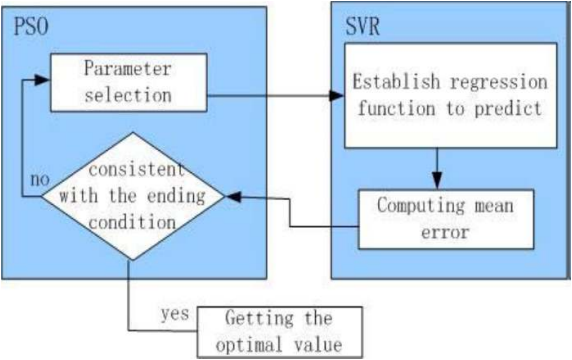 PSO
Parameter
selection
consistent
with the ending
condition
no
yes
Getting the
optimal value
SVR
Establish regression
function to predict
Computing mean
error